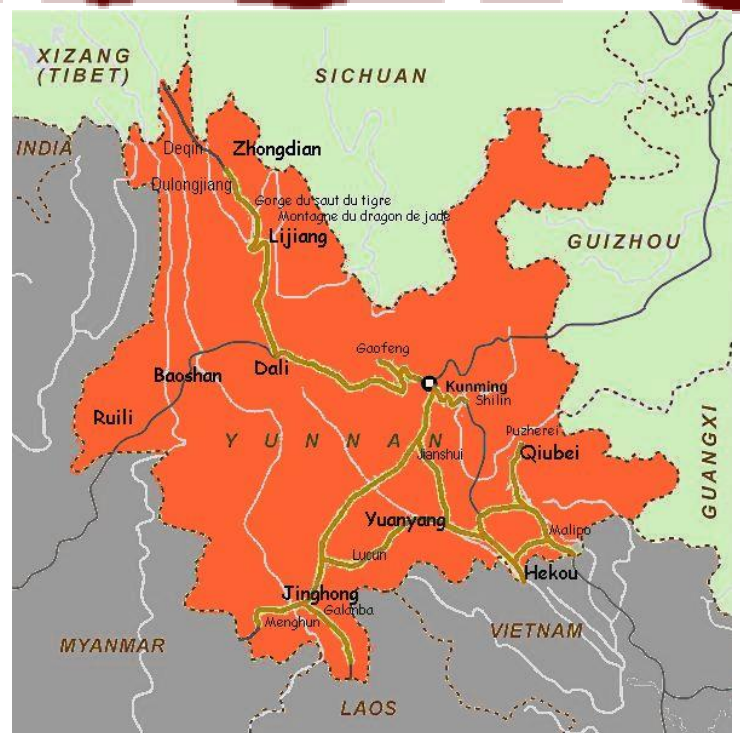 XIZANG
(TIBET)
SICHUAN
INDIA
Deqin
Zhongdian
Dulongjiang
Gorge du saut du tigre
Montagne du dragon de jade
Lijiang
GUIZHOU
Gaofeng
Baoshan
Dali
Kunming
Shilin
Ruili
YUNNAN
Jianshui
Puzherei
Qiubei
GUANGXI
Yuanyang
Malipo
Lucun
Hekou
Jinghong
Galanba
Menghun
VIETNAM
MYANMAR
LAOS